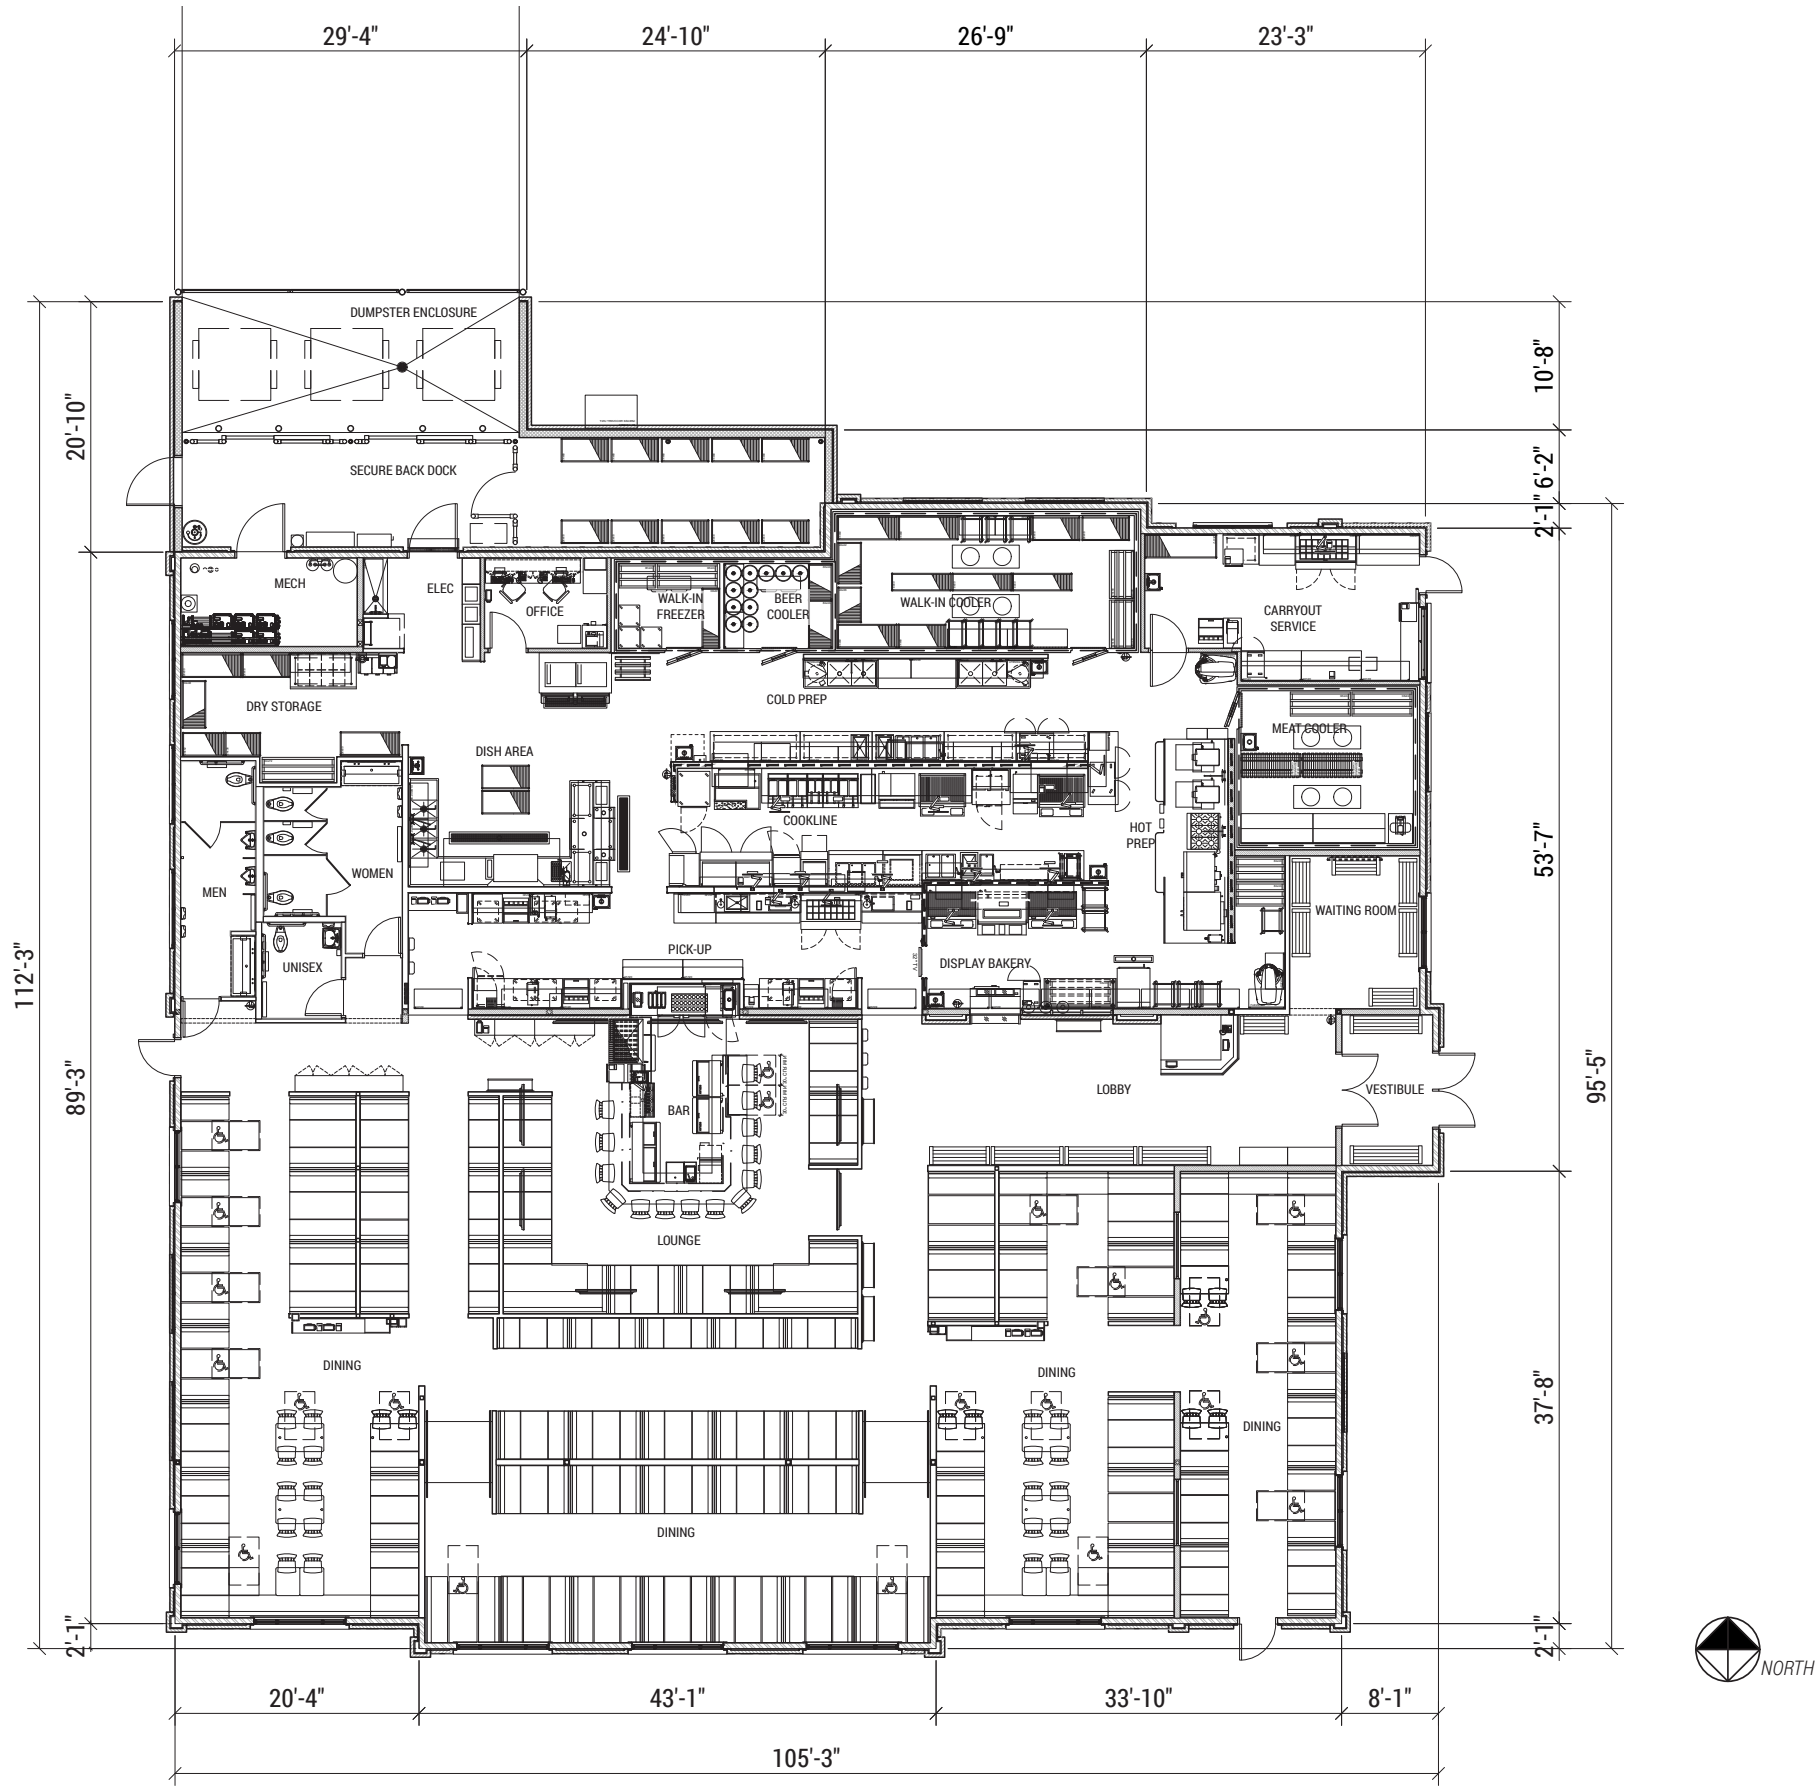 29'-4"
24'-10"
26'-9"
23'-3"
DUMPSTER ENCLOSURE
10'-8"
20'-10"
SECURE BACK DOCK
6'-2"
2'-1"
MECH
ELEC
OFFICE
WALK-IN
FREEZER
BEER
COOLER
WALK-IN COOLER
CARRYOUT
SERVICE
DRY STORAGE
COLD PREP
MEAT COOLER
DISH AREA
COOKLINE
HOT
PREP
53'-7"
MEN
WOMEN
WAITING ROOM
112'-3"
UNISEX
PICK-UP
DISPLAY BAKERY
32" TV
89'-3"
BAR
LOBBY
VESTIBULE
95'-5"
LOUNGE
DINING
DINING
37'-8"
DINING
DINING
2'-1"
2'-1"
NORTH
20'-4"
43'-1"
33'-10"
8'-1"
105'-3"